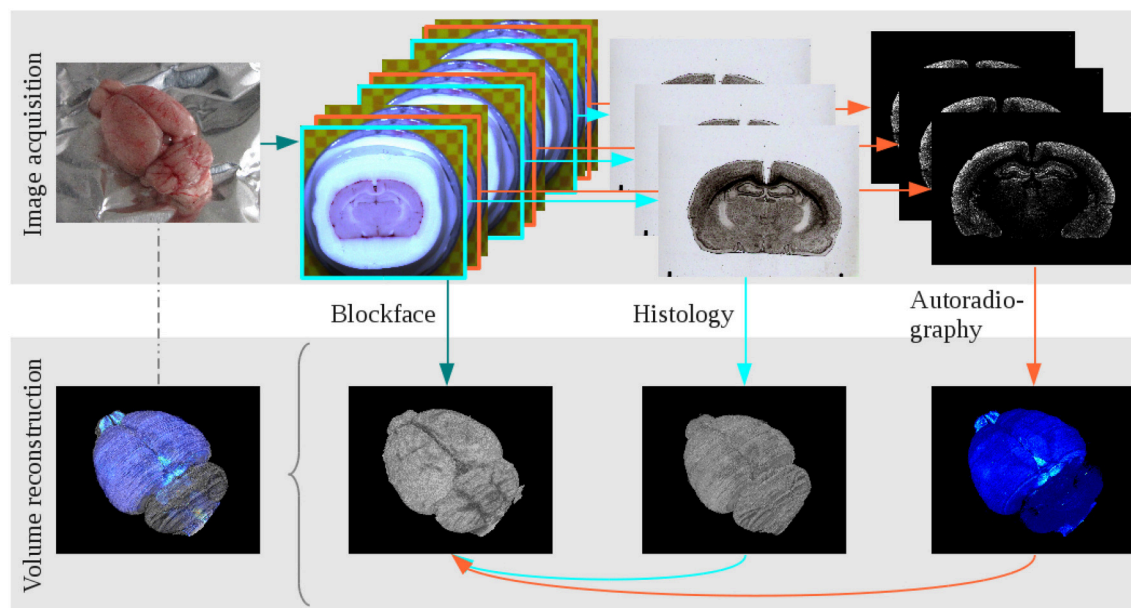 Image acquisition
Blockface
Histology
Autoradio-
graphy
Volume reconstruction